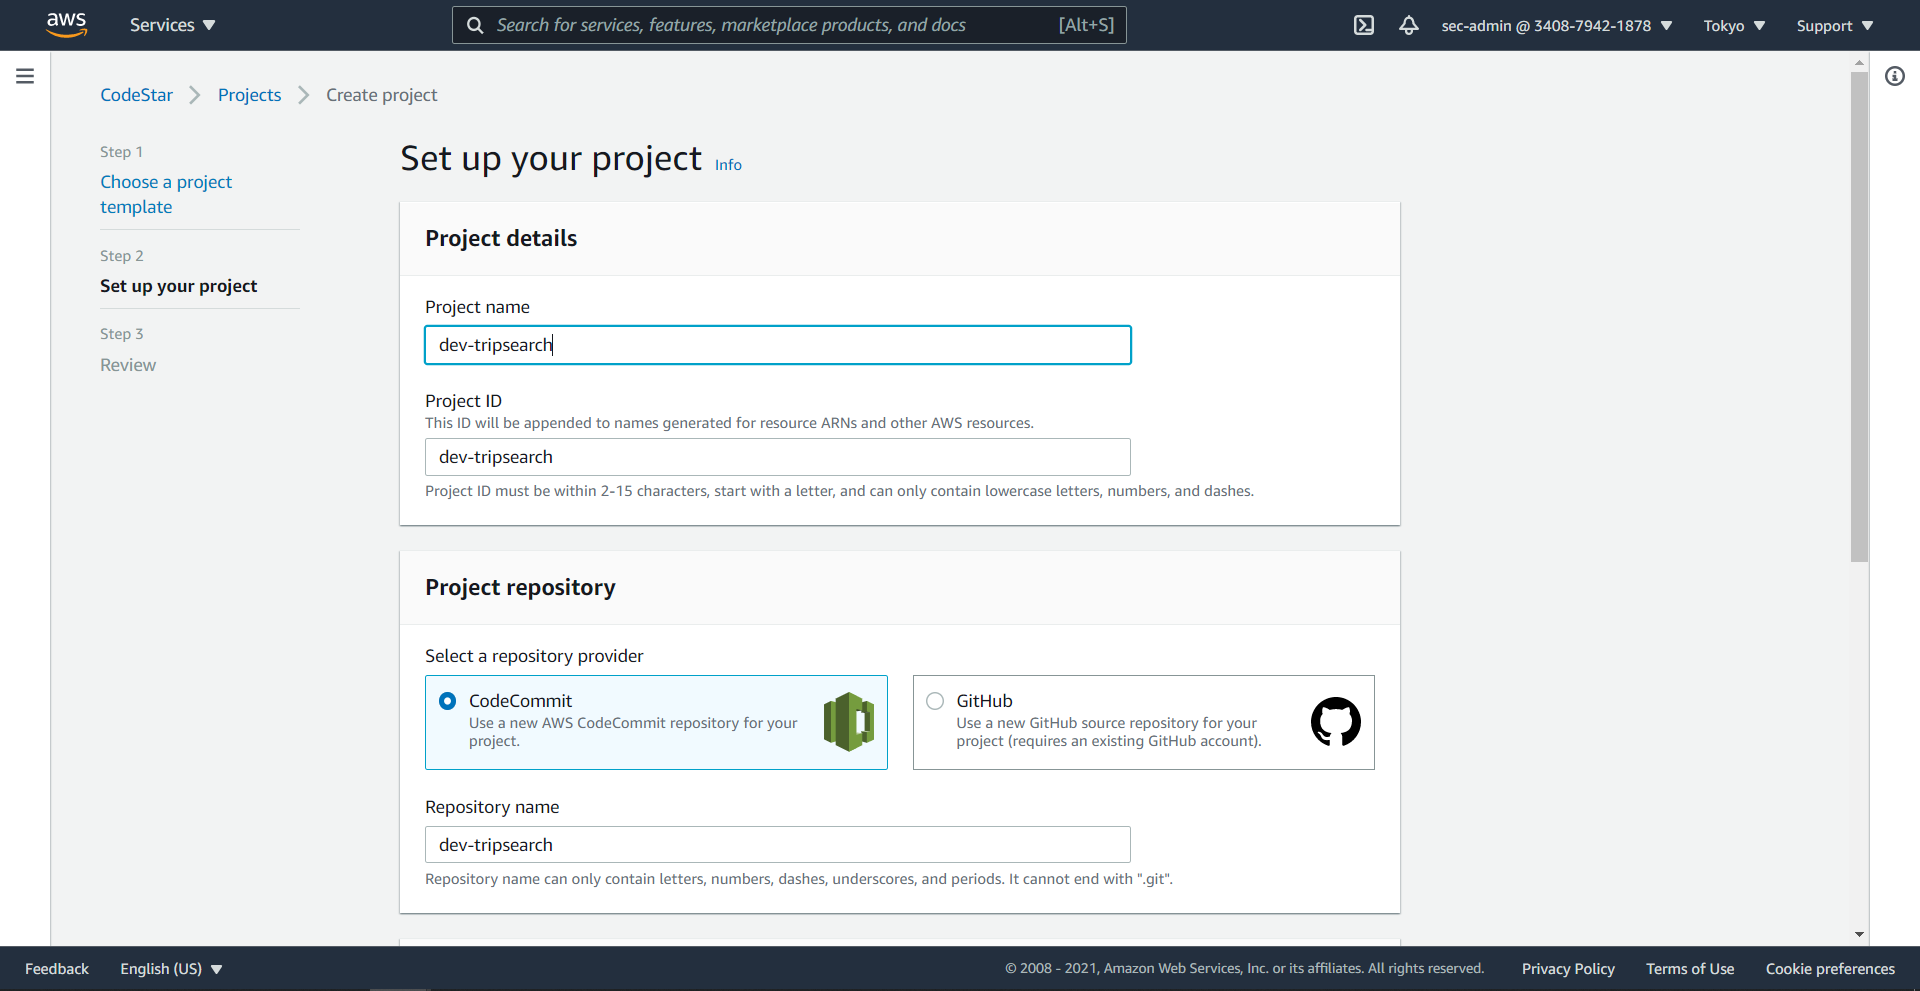 aws
Services
Search for services, features, marketplace products, and docs [Alt+S]
sec-admin @ 3408-7942-1878
Tokyo
Support
CodeStar
Projects
Create project
Step 1
Choose a project
template
Step 2
Set up your project
Step 3
Review
Set up your project Info
Project details
Project name
dev-tripsearch
Project ID
This ID will be appended to names generated for resource ARNs and other AWS resources.
dev-tripsearch
Project ID must be within 2-15 characters, start with a letter, and can only contain lowercase letters, numbers, and dashes.
Project repository
Select a repository provider
CodeCommit
Use a new AWS CodeCommit repository for your
project.
GitHub
Use a new GitHub source repository for your
project (requires an existing GitHub account).
Repository name
dev-tripsearch
Repository name can only contain letters, numbers, dashes, underscores, and periods. It cannot end with ".git".
Feedback
English (US)
© 2008 - 2021, Amazon Web Services, Inc. or its affiliates. All rights reserved.
Privacy Policy
Terms of Use
Cookie preferences